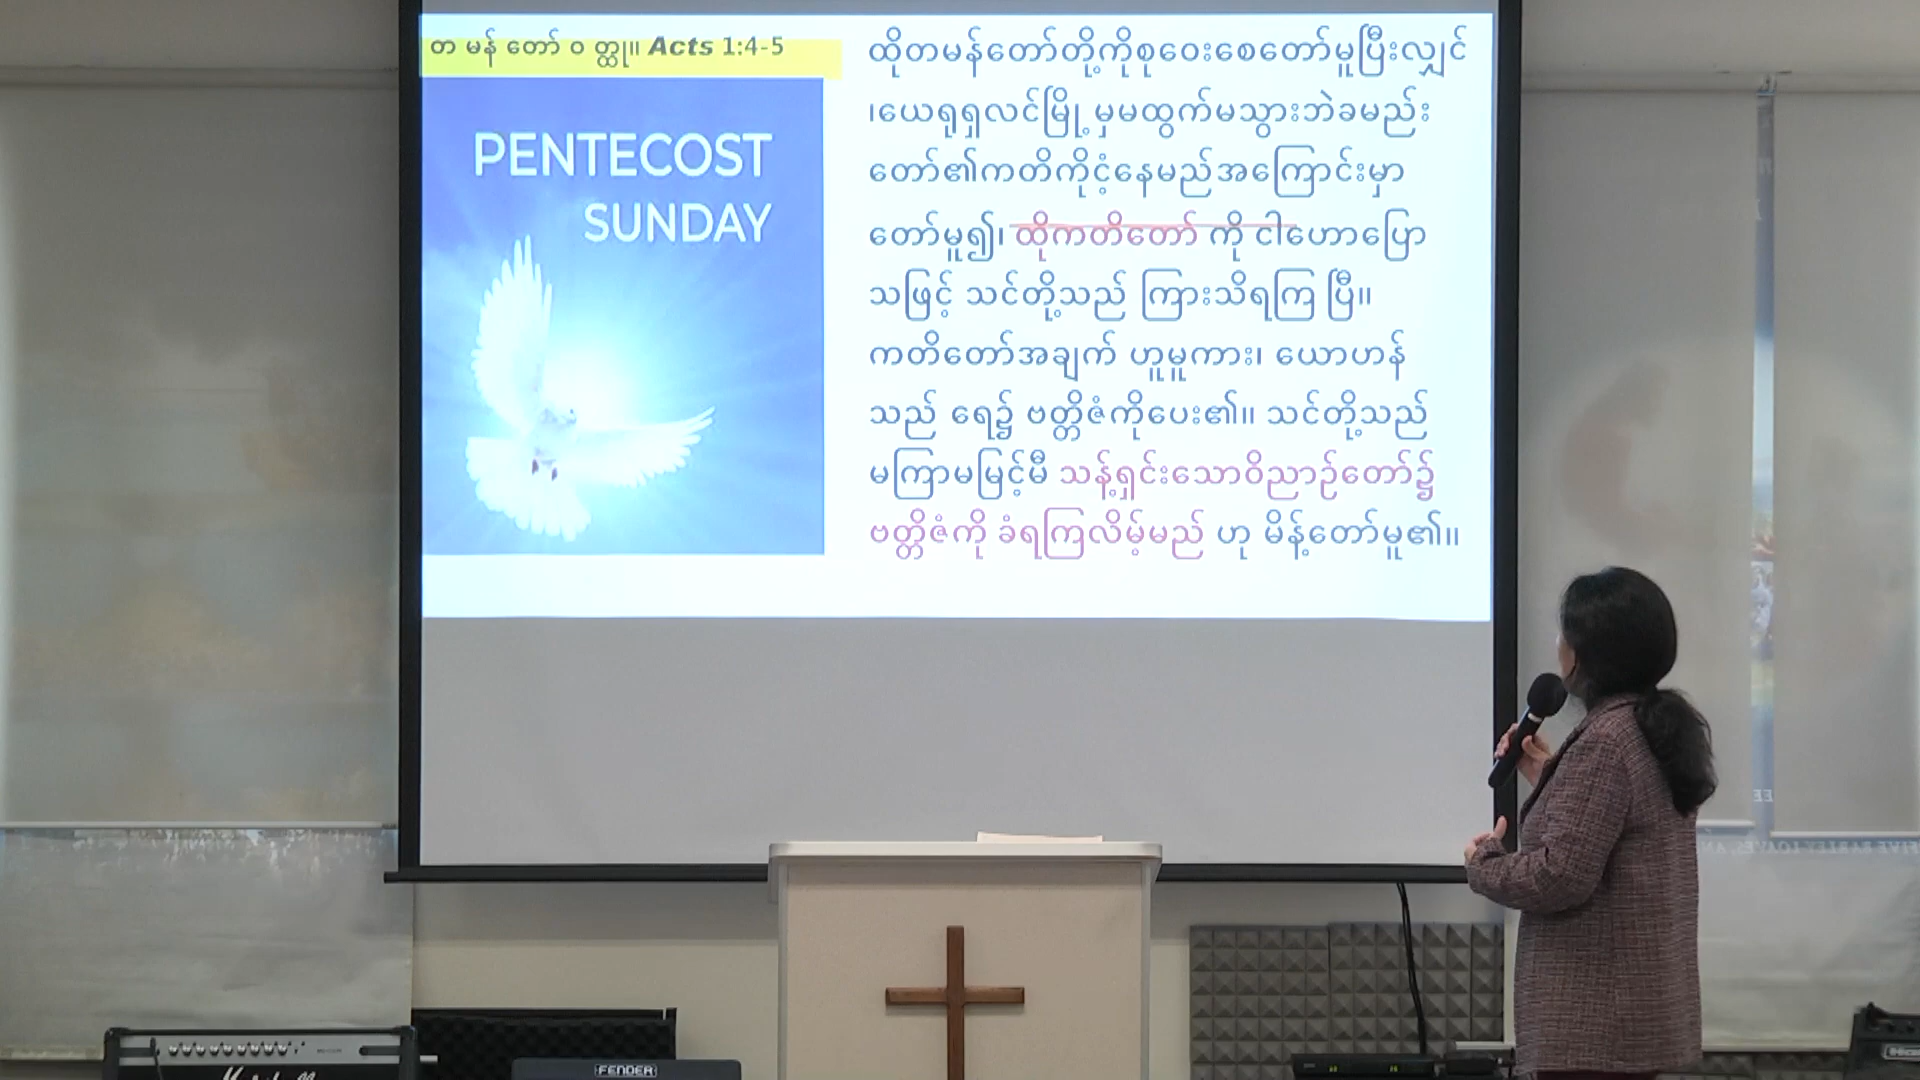 တ မန် တော် ဝ တ္ထု။ Acts 1:4-5
PENTECOST
SUNDAY
ထိုတမန်တော်တို့ကိုစုဝေးစေတော်မူပြီးလျှင်
၊ယေရုရှလင်မြို့မှမထွက်မသွားဘဲခမည်း
တော်၏ကတိကိုငံ့နေမည်အကြောင်းမှာ
တော်မူ၍၊ ထိုကတိတော် ကို ငါဟောပြော
သဖြင့် သင်တို့သည် ကြားသိရကြ ပြီ။
ကတိတော်အချက် ဟူမူကား၊ ယောဟန်
သည် ရေ၌ ဗတ္တိဇံကိုပေး၏။ သင်တို့သည်
မကြာမမြင့်မီ သန့်ရှင်းသောဝိညာဉ်တော်၌
ဗတ္တိဇံကို ခံရကြလိမ့်မည် ဟု မိန့်တော်မူ၏။
FENDER